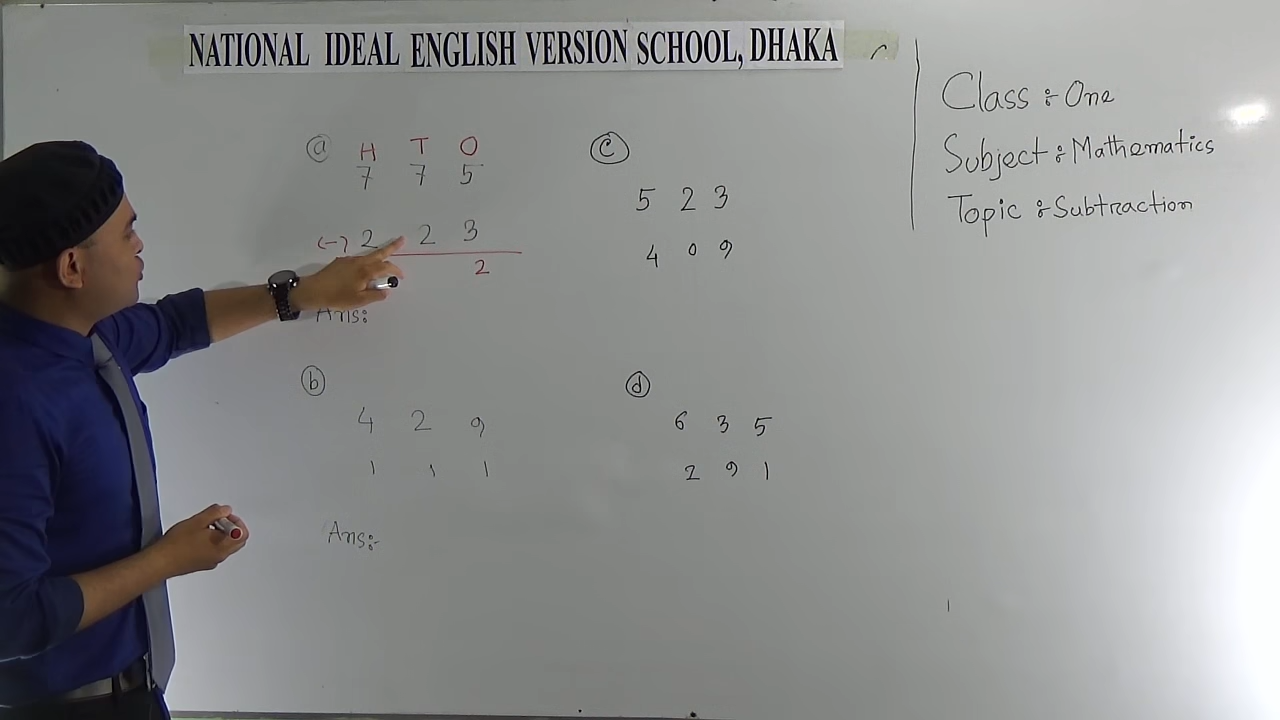 NATIONAL IDEAL ENGLISH VERSION SCHOOL, DHAKA
Class : One
Subject : Mathematics
Topic : Subtraction
ⓐ H T O
7 7 5
(-) 2 2 3
2
Ans:
ⓑ
4 2 9
1 1 1
Ans:-
ⓒ
5 2 3
4 0 9
ⓓ
6 3 5
2 9 1